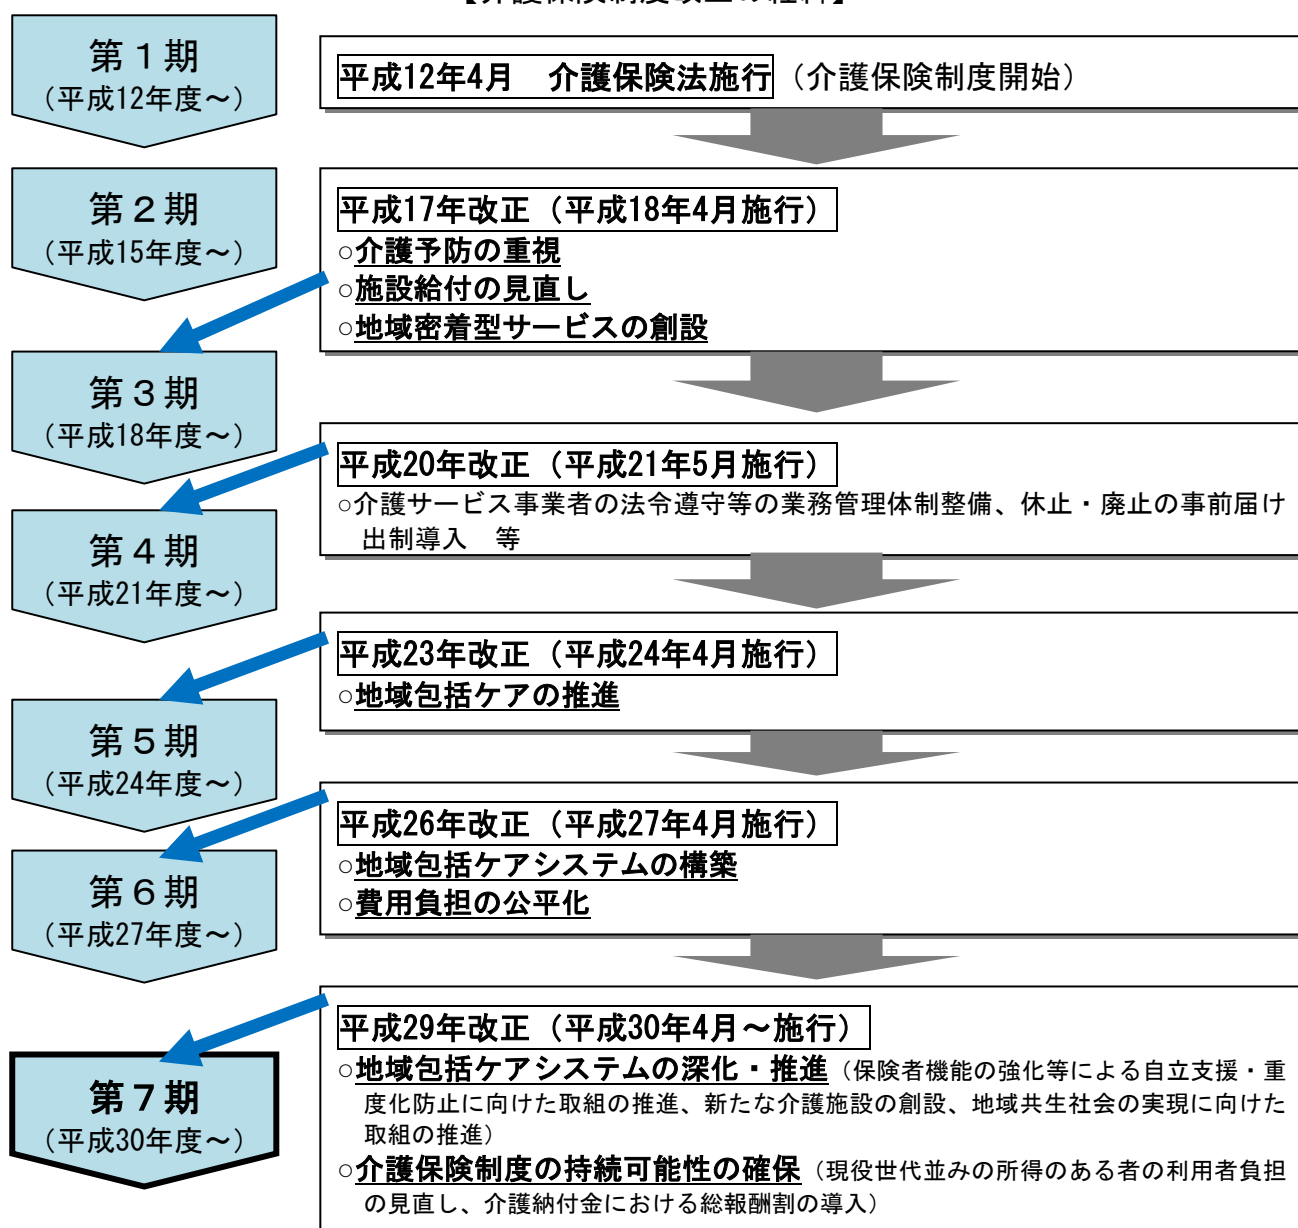 【介護保険制度改正の経緯】
第１期
（平成12年度～）
平成12年4月　介護保険法施行（介護保険制度開始）
第２期
（平成15年度～）
平成17年改正（平成18年4月施行）
○介護予防の重視
○施設給付の見直し
○地域密着型サービスの創設
第３期
（平成18年度～）
平成20年改正（平成21年5月施行）
○介護サービス事業者の法令遵守等の業務管理体制整備、休止・廃止の事前届け
出制導入　等
第４期
（平成21年度～）
平成23年改正（平成24年4月施行）
○地域包括ケアの推進
第５期
（平成24年度～）
平成26年改正（平成27年4月施行）
○地域包括ケアシステムの構築
○費用負担の公平化
第６期
（平成27年度～）
平成29年改正（平成30年4月～施行）
○地域包括ケアシステムの深化・推進（保険者機能の強化等による自立支援・重
度化防止に向けた取組の推進、新たな介護施設の創設、地域共生社会の実現に向けた
取組の推進）
○介護保険制度の持続可能性の確保（現役世代並みの所得のある者の利用者負担
の見直し、介護納付金における総報酬割の導入）
第７期
（平成30年度～）